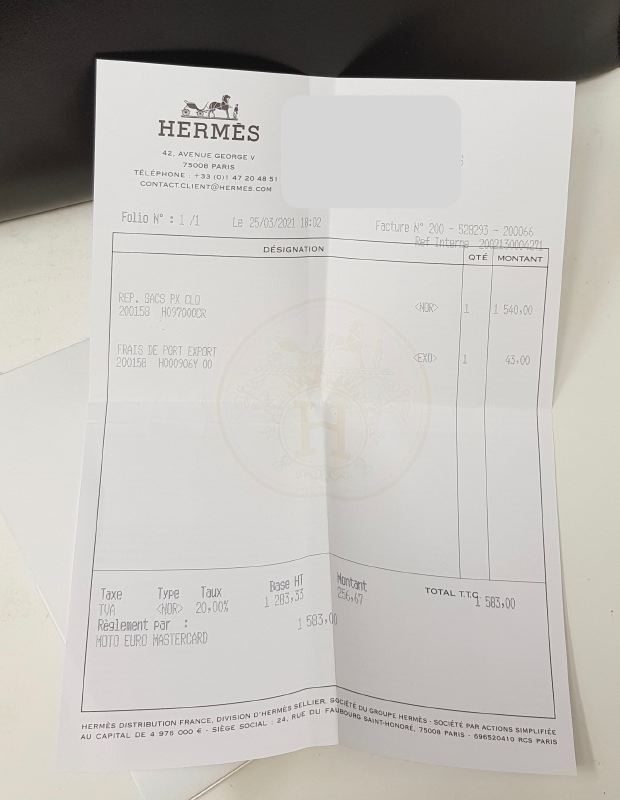 HERMÈS
42, AVENUE GEORGE V
75008 PARIS
TÉLÉPHONE : +33 (0)1 47 20 48 51
CONTACT.CLIENT@HERMES.COM
Folio N° : 1 /1 Le 25/03/2021 18:02 Facture N° 200 - 528293 - 200066
Ref Interne 2002130004271
DÉSIGNATION QTÉ MONTANT
REP. SACS PX CLO <NOR> 1 1 540,00
200158 H097000CR
FRAIS DE PORT EXPORT <EXO> 1 43,00
200158 H000906Y 00
H
Taxe Type Taux Base HT Montant TOTAL T.T.C.
TVA <NOR> 20,00% 1 283,33 256,67 1 583,00
Règlement par : 1 583,00
MOTO EURO MASTERCARD
HERMÈS DISTRIBUTION FRANCE, DIVISION D'HERMÈS SELLIER, SOCIÉTÉ DU GROUPE HERMÈS - SOCIÉTÉ PAR ACTIONS SIMPLIFIÉE
AU CAPITAL DE 4 976 000 € - SIÈGE SOCIAL : 24, RUE DU FAUBOURG SAINT-HONORÉ, 75008 PARIS - 696520410 RCS PARIS